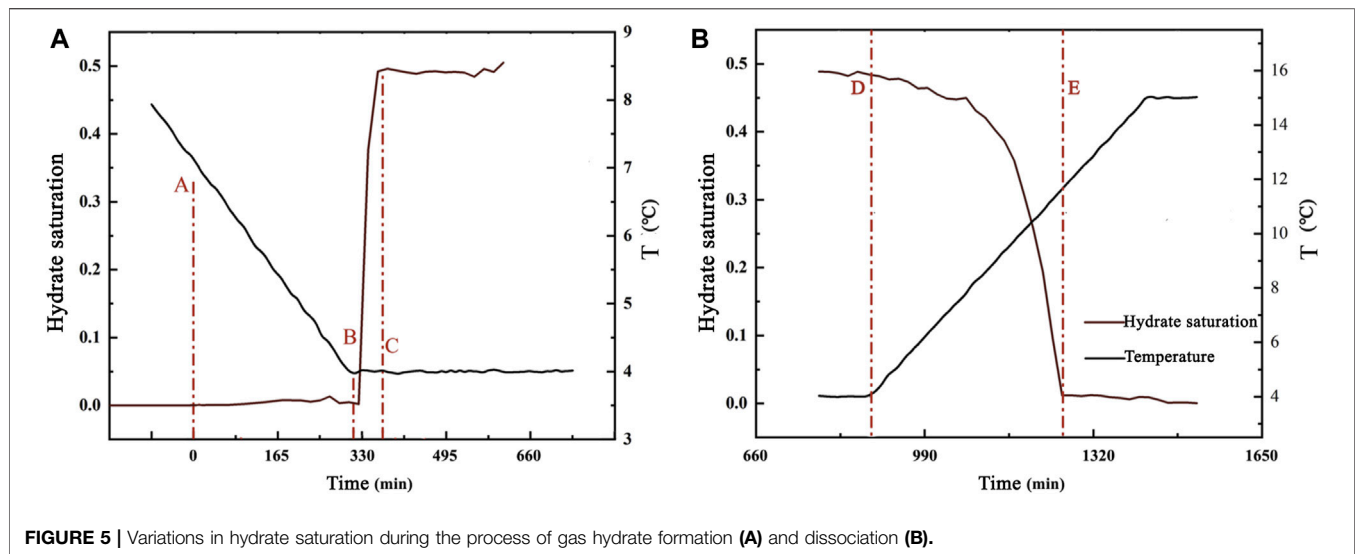 A
0.5
0.4
0.3
0.2
0.1
0.0
Hydrate saturation
A
B
C
9
8
7
6
5
4
3
T (℃)
0 165 330 495 660
Time (min)
B
0.5
0.4
0.3
0.2
0.1
0.0
Hydrate saturation
D
E
Hydrate saturation
Temperature
16
14
12
10
8
6
4
T (℃)
660 990 1320 1650
Time (min)
FIGURE 5 | Variations in hydrate saturation during the process of gas hydrate formation (A) and dissociation (B).